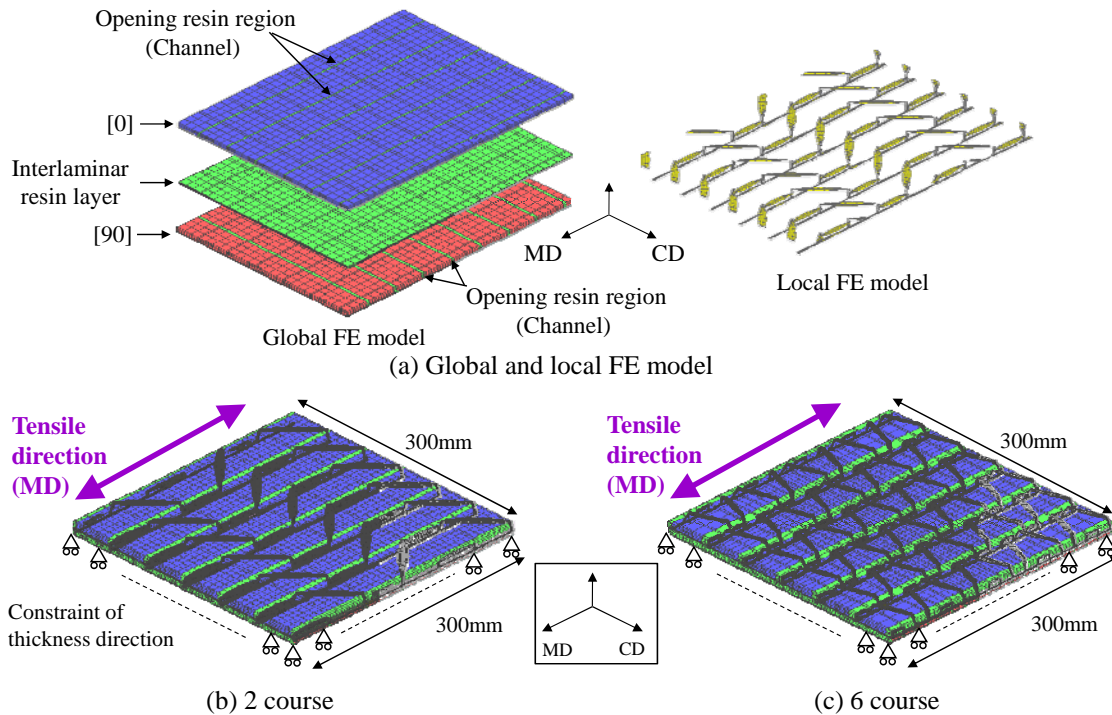 Opening resin region
(Channel)
[0]
Interlaminar
resin layer
[90]
MD
CD
Opening resin region
(Channel)
Global FE model
Local FE model
(a) Global and local FE model
Tensile
direction
(MD)
300mm
Constraint of
thickness direction
300mm
MD
CD
(b) 2 course
Tensile
direction
(MD)
300mm
300mm
(c) 6 course